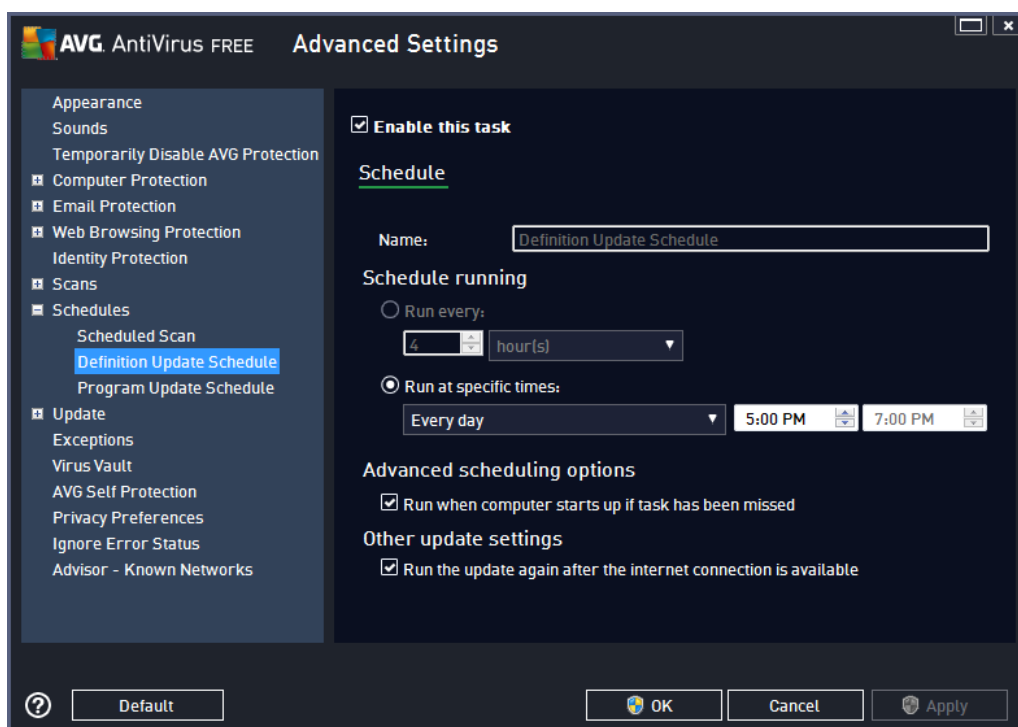 AVG. AntiVirus FREE Advanced Settings
Appearance
Sounds
Temporarily Disable AVG Protection
Computer Protection
Email Protection
Web Browsing Protection
Identity Protection
Scans
Schedules
Scheduled Scan
Definition Update Schedule
Program Update Schedule
Update
Exceptions
Virus Vault
AVG Self Protection
Privacy Preferences
Ignore Error Status
Advisor - Known Networks
Enable this task
Schedule
Name: Definition Update Schedule
Schedule running
Run every:
4 hour(s)
Run at specific times:
Every day 5:00 PM 7:00 PM
Advanced scheduling options
Run when computer starts up if task has been missed
Other update settings
Run the update again after the internet connection is available
? Default OK Cancel Apply